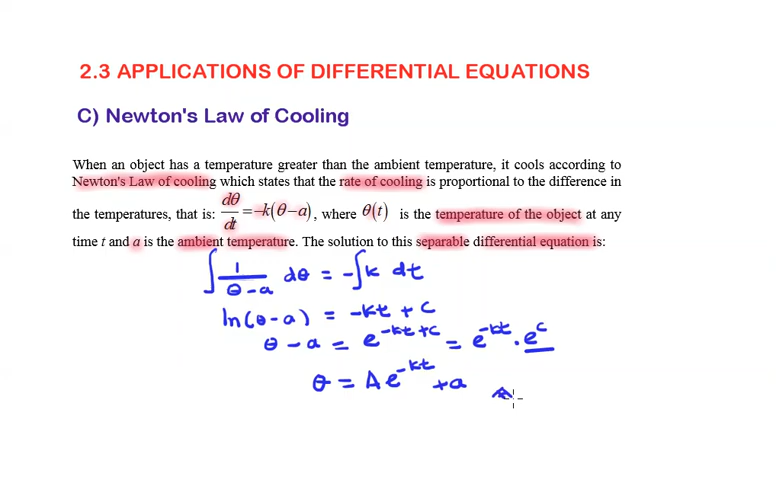 2.3 APPLICATIONS OF DIFFERENTIAL EQUATIONS
C) Newton's Law of Cooling
When an object has a temperature greater than the ambient temperature, it cools according to
Newton's Law of cooling which states that the rate of cooling is proportional to the difference in
the temperatures, that is: dθ/dt = −k(θ−a), where θ(t) is the temperature of the object at any
time t and a is the ambient temperature. The solution to this separable differential equation is:
∫ 1/(θ−a) dθ = −∫ k dt
ln(θ−a) = −kt + c
θ − a = e^(−kt+c) = e^(−kt) · e^c
θ = A e^(−kt) + a